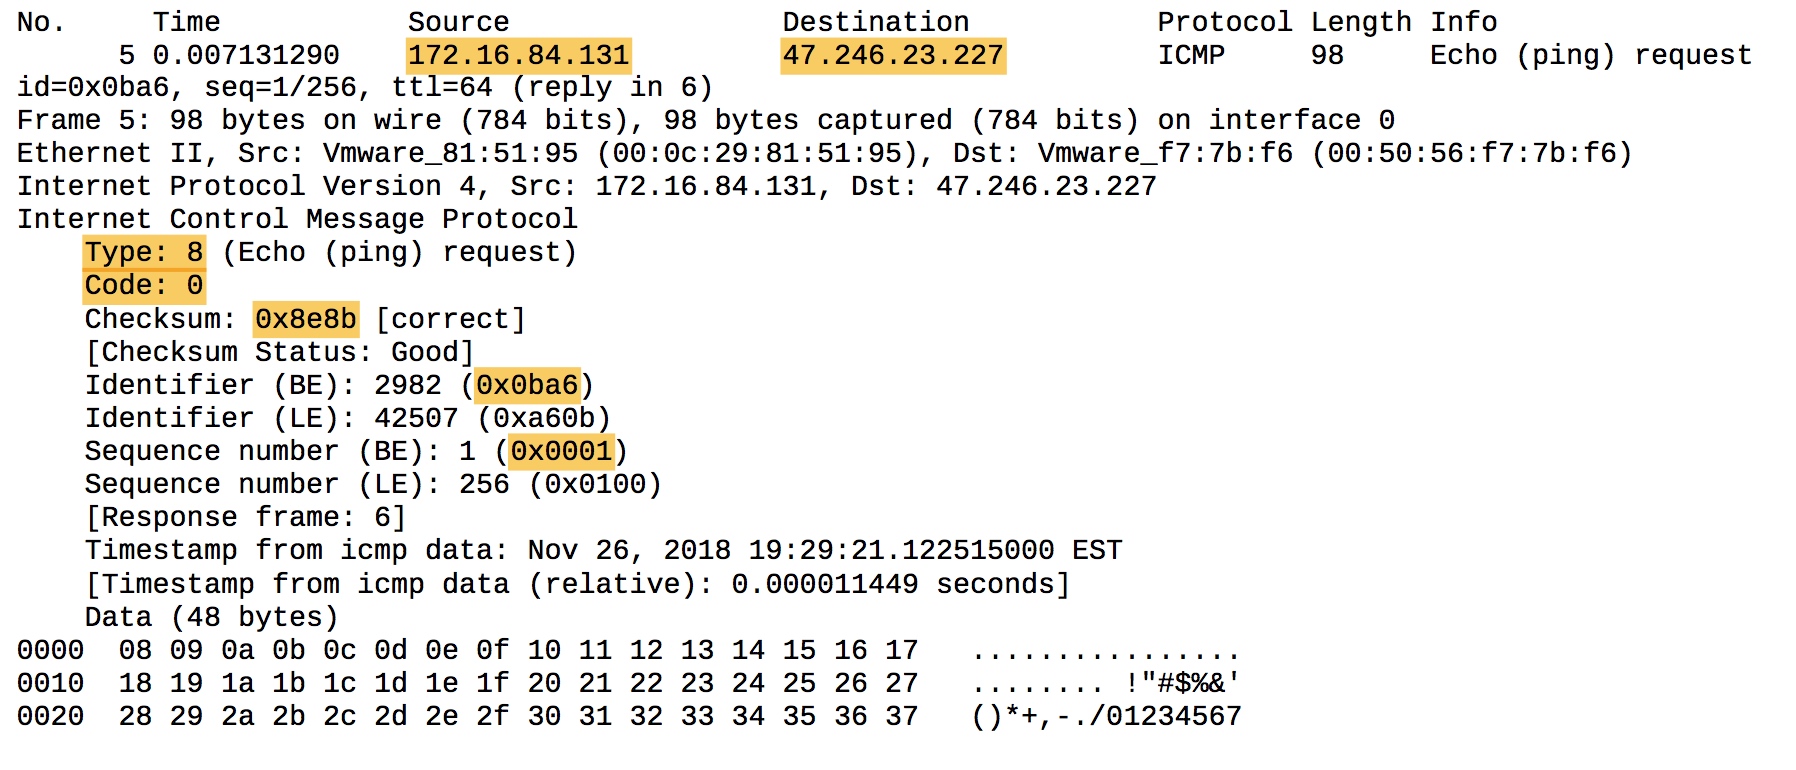 No.     Time           Source                Destination           Protocol Length Info
      5 0.007131290    172.16.84.131         47.246.23.227         ICMP     98     Echo (ping) request
id=0x0ba6, seq=1/256, ttl=64 (reply in 6)
Frame 5: 98 bytes on wire (784 bits), 98 bytes captured (784 bits) on interface 0
Ethernet II, Src: Vmware_81:51:95 (00:0c:29:81:51:95), Dst: Vmware_f7:7b:f6 (00:50:56:f7:7b:f6)
Internet Protocol Version 4, Src: 172.16.84.131, Dst: 47.246.23.227
Internet Control Message Protocol
    Type: 8 (Echo (ping) request)
    Code: 0
    Checksum: 0x8e8b [correct]
    [Checksum Status: Good]
    Identifier (BE): 2982 (0x0ba6)
    Identifier (LE): 42507 (0xa60b)
    Sequence number (BE): 1 (0x0001)
    Sequence number (LE): 256 (0x0100)
    [Response frame: 6]
    Timestamp from icmp data: Nov 26, 2018 19:29:21.122515000 EST
    [Timestamp from icmp data (relative): 0.000011449 seconds]
    Data (48 bytes)
0000  08 09 0a 0b 0c 0d 0e 0f 10 11 12 13 14 15 16 17   ................
0010  18 19 1a 1b 1c 1d 1e 1f 20 21 22 23 24 25 26 27   ........ !"#$%&'
0020  28 29 2a 2b 2c 2d 2e 2f 30 31 32 33 34 35 36 37   ()*+,-./01234567